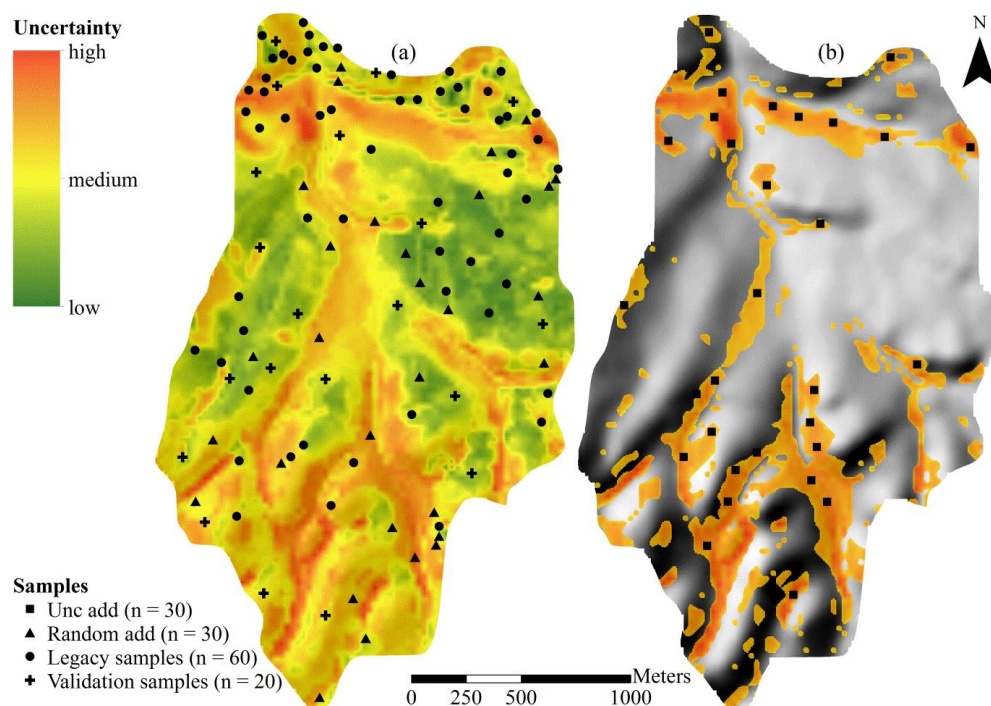 Uncertainty
high
medium
low
(a)
(b)
N
Samples
Unc add (n = 30)
Random add (n = 30)
Legacy samples (n = 60)
Validation samples (n = 20)
Meters
0 250 500 1000